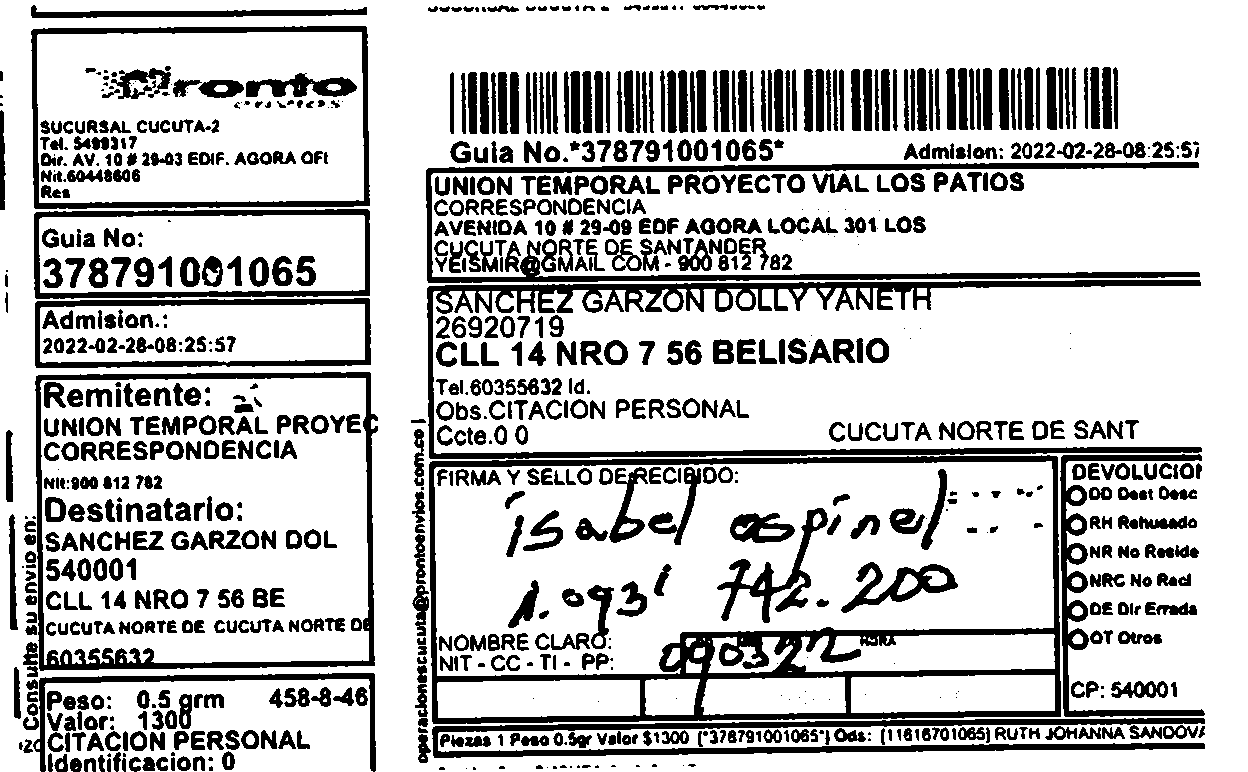 Pronto
envios
SUCURSAL CUCUTA-2
Tel. 5499317
Dir. AV. 10 # 29-03 EDIF. AGORA OFI
Nit.60448606
Res
Guia No:
378791001065
Admision.:
2022-02-28-08:25:57
Remitente:
UNION TEMPORAL PROYEC
CORRESPONDENCIA
Nit:900 812 782
Destinatario:
SANCHEZ GARZON DOL
540001
CLL 14 NRO 7 56 BE
CUCUTA NORTE DE CUCUTA NORTE DE
60355632
Peso: 0.5 grm 458-8-46
Valor: 1300
CITACION PERSONAL
Identificacion: 0
Consulta su envio en:
Guia No.*378791001065* Admision: 2022-02-28-08:25:57
UNION TEMPORAL PROYECTO VIAL LOS PATIOS
CORRESPONDENCIA
AVENIDA 10 # 29-09 EDF AGORA LOCAL 301 LOS
CUCUTA NORTE DE SANTANDER
YEISMIR@GMAIL COM - 900 812 782
SANCHEZ GARZON DOLLY YANETH
26920719
CLL 14 NRO 7 56 BELISARIO
Tel.60355632 Id.
Obs.CITACION PERSONAL
Ccte.0 0 CUCUTA NORTE DE SANT
operacionescucuta@prontoenvios.com.co |
FIRMA Y SELLO DE RECIBIDO:
isabel ospinel
1.093' 742.200
NOMBRE CLARO:
HORA
NIT - CC - TI - PP:
090322
DEVOLUCION
DD Dest Desc
RH Rehusado
NR No Reside
NRC No Recl
DE Dir Errada
OT Otros
CP: 540001
Piezas 1 Peso 0.5gr Valor $1300 (*378791001065*) Ods: (11616701065) RUTH JOHANNA SANDOVA